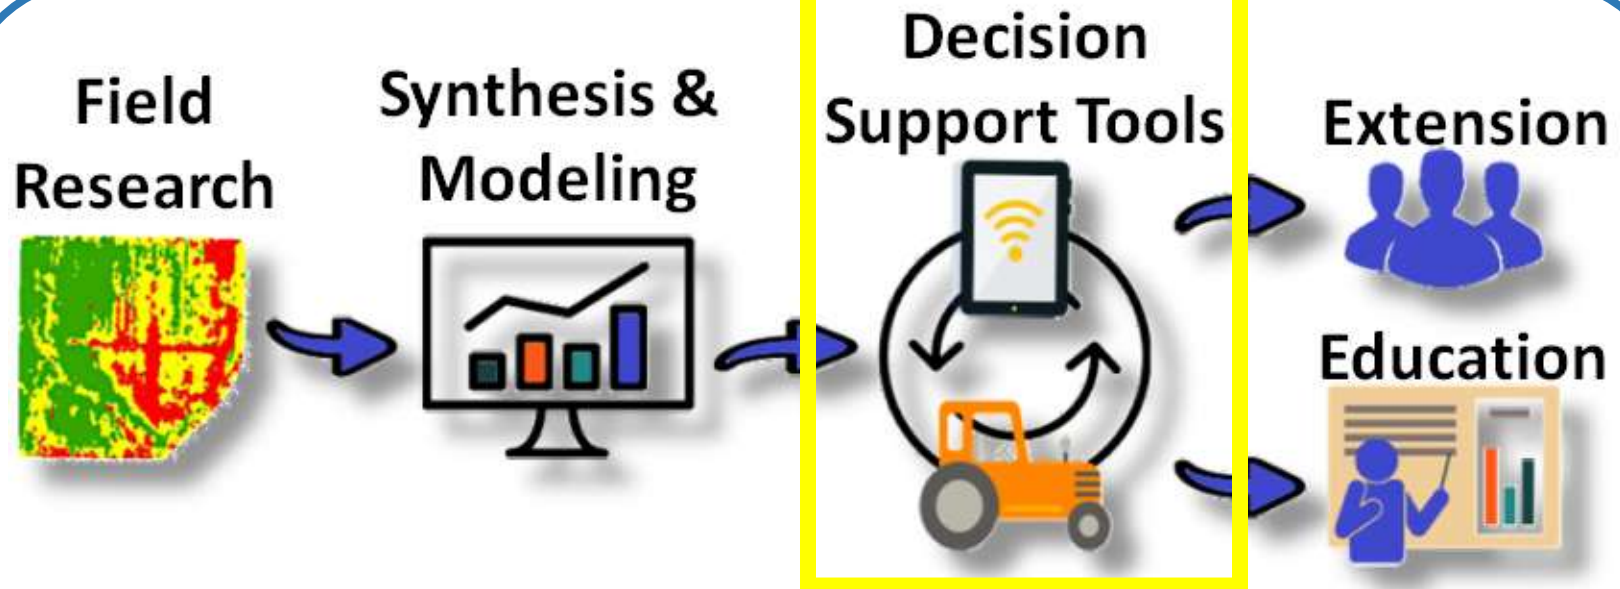 Field
Research
Synthesis &
Modeling
Decision
Support Tools
Extension
Education